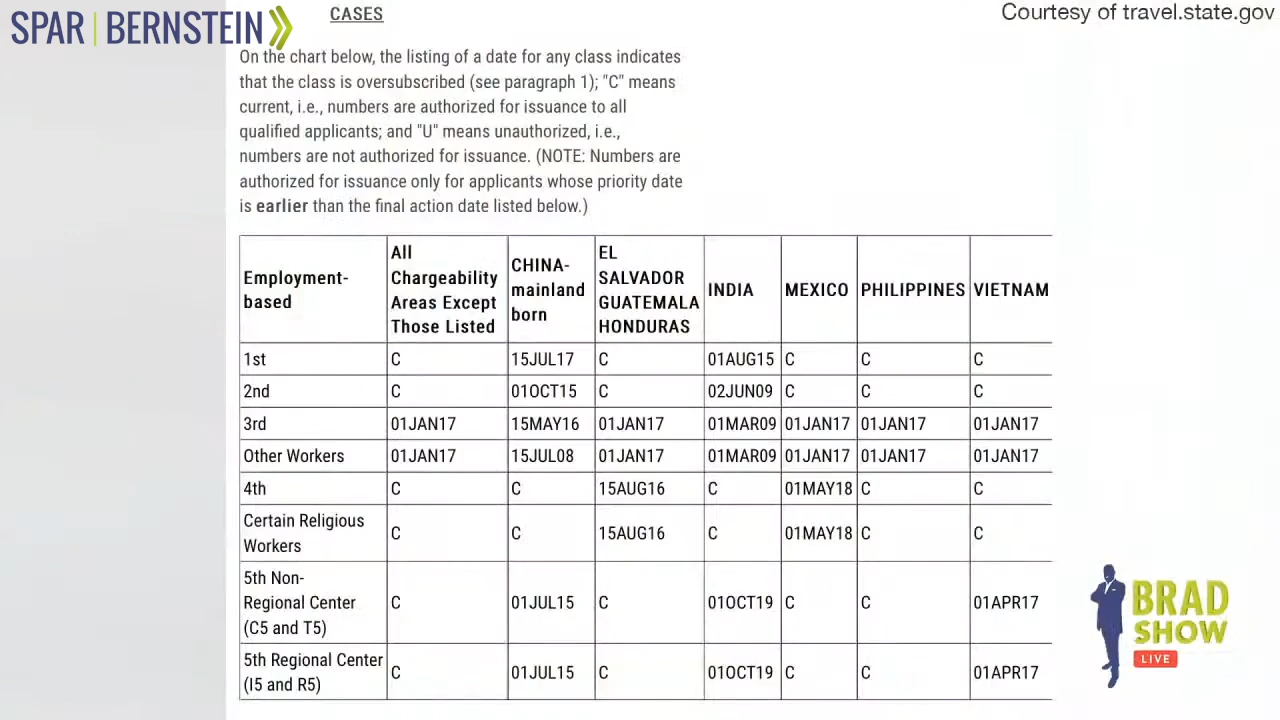 SPAR | BERNSTEIN
CASES
Courtesy of travel.state.gov
On the chart below, the listing of a date for any class indicates
that the class is oversubscribed (see paragraph 1); "C" means
current, i.e., numbers are authorized for issuance to all
qualified applicants; and "U" means unauthorized, i.e.,
numbers are not authorized for issuance. (NOTE: Numbers are
authorized for issuance only for applicants whose priority date
is earlier than the final action date listed below.)
Employment-
based
All
Chargeability
Areas Except
Those Listed
CHINA-
mainland
born
EL
SALVADOR
GUATEMALA
HONDURAS
INDIA
MEXICO
PHILIPPINES
VIETNAM
1st C 15JUL17 C 01AUG15 C C C
2nd C 01OCT15 C 02JUN09 C C C
3rd 01JAN17 15MAY16 01JAN17 01MAR09 01JAN17 01JAN17 01JAN17
Other Workers 01JAN17 15JUL08 01JAN17 01MAR09 01JAN17 01JAN17 01JAN17
4th C C 15AUG16 C 01MAY18 C C
Certain Religious
Workers
C C 15AUG16 C 01MAY18 C C
5th Non-
Regional Center
(C5 and T5)
C 01JUL15 C 01OCT19 C C 01APR17
5th Regional Center
(I5 and R5)
C 01JUL15 C 01OCT19 C C 01APR17
BRAD
SHOW
LIVE